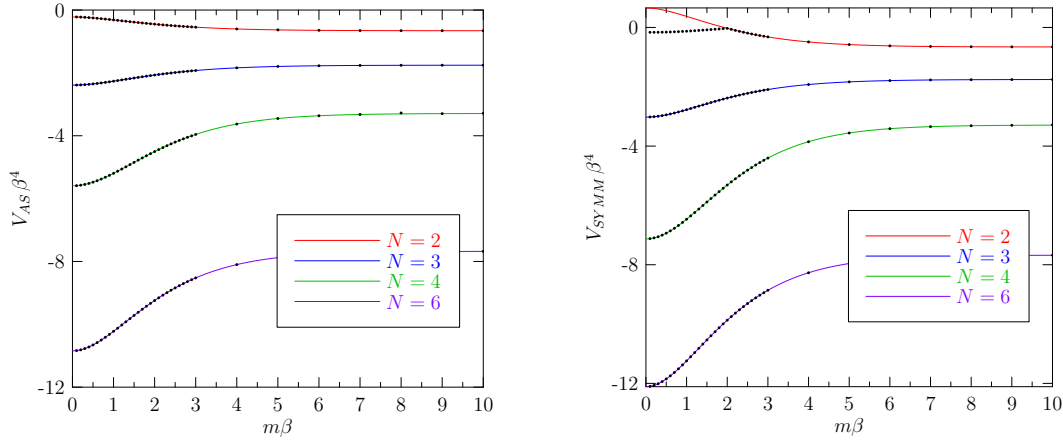 0
-4
-8
-12
V_{AS} β^4
0 1 2 3 4 5 6 7 8 9 10
mβ
N = 2
N = 3
N = 4
N = 6
0
-4
-8
-12
V_{SYMM} β^4
0 1 2 3 4 5 6 7 8 9 10
mβ
N = 2
N = 3
N = 4
N = 6